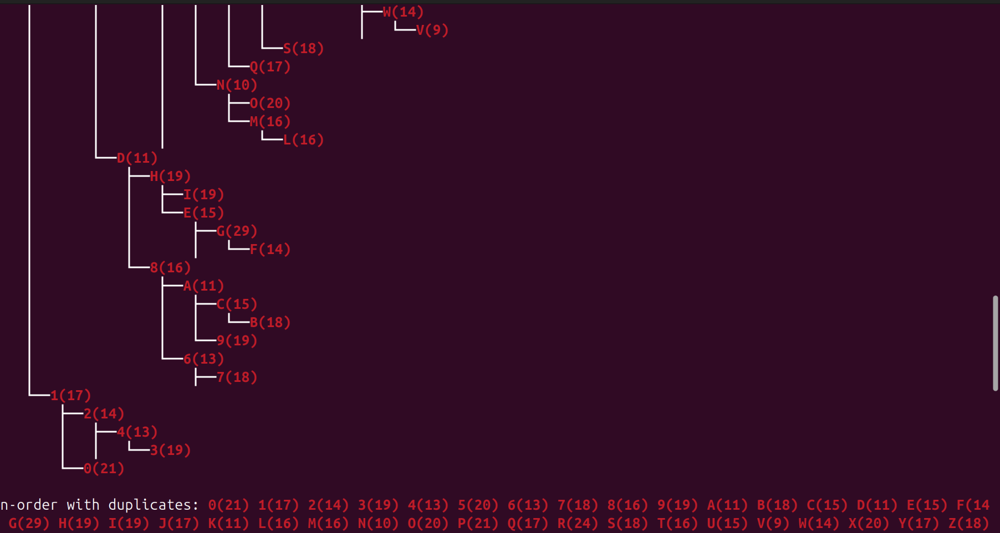 W(14)
V(9)
S(18)
Q(17)
N(10)
O(20)
M(16)
L(16)
D(11)
H(19)
I(19)
E(15)
G(29)
F(14)
8(16)
A(11)
C(15)
B(18)
9(19)
6(13)
7(18)
1(17)
2(14)
4(13)
3(19)
0(21)
n-order with duplicates: 0(21) 1(17) 2(14) 3(19) 4(13) 5(20) 6(13) 7(18) 8(16) 9(19) A(11) B(18) C(15) D(11) E(15) F(14
G(29) H(19) I(19) J(17) K(11) L(16) M(16) N(10) O(20) P(21) Q(17) R(24) S(18) T(16) U(15) V(9) W(14) X(20) Y(17) Z(18)